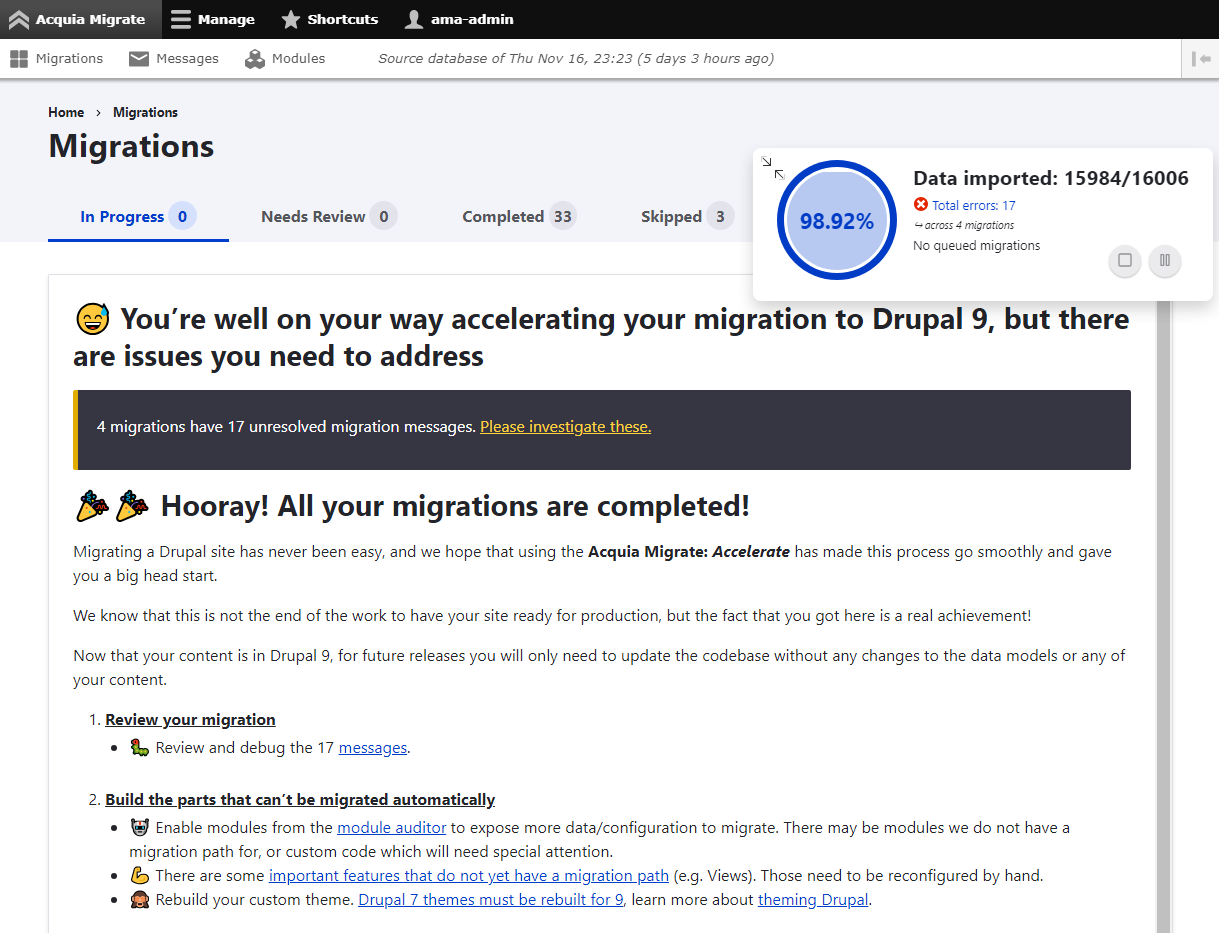 Acquia Migrate Manage Shortcuts ama-admin
Migrations Messages Modules Source database of Thu Nov 16, 23:23 (5 days 3 hours ago)
Home › Migrations
Migrations
In Progress 0 Needs Review 0 Completed 33 Skipped 3
98.92%
Data imported: 15984/16006
Total errors: 17
↪ across 4 migrations
No queued migrations
😅 You’re well on your way accelerating your migration to Drupal 9, but there
are issues you need to address
4 migrations have 17 unresolved migration messages. Please investigate these.
🎉🎉 Hooray! All your migrations are completed!
Migrating a Drupal site has never been easy, and we hope that using the Acquia Migrate: Accelerate has made this process go smoothly and gave
you a big head start.
We know that this is not the end of the work to have your site ready for production, but the fact that you got here is a real achievement!
Now that your content is in Drupal 9, for future releases you will only need to update the codebase without any changes to the data models or any of
your content.
1. Review your migration
• 🐛 Review and debug the 17 messages.
2. Build the parts that can’t be migrated automatically
• 🤖 Enable modules from the module auditor to expose more data/configuration to migrate. There may be modules we do not have a
migration path for, or custom code which will need special attention.
• 💪 There are some important features that do not yet have a migration path (e.g. Views). Those need to be reconfigured by hand.
• 🙈 Rebuild your custom theme. Drupal 7 themes must be rebuilt for 9, learn more about theming Drupal.